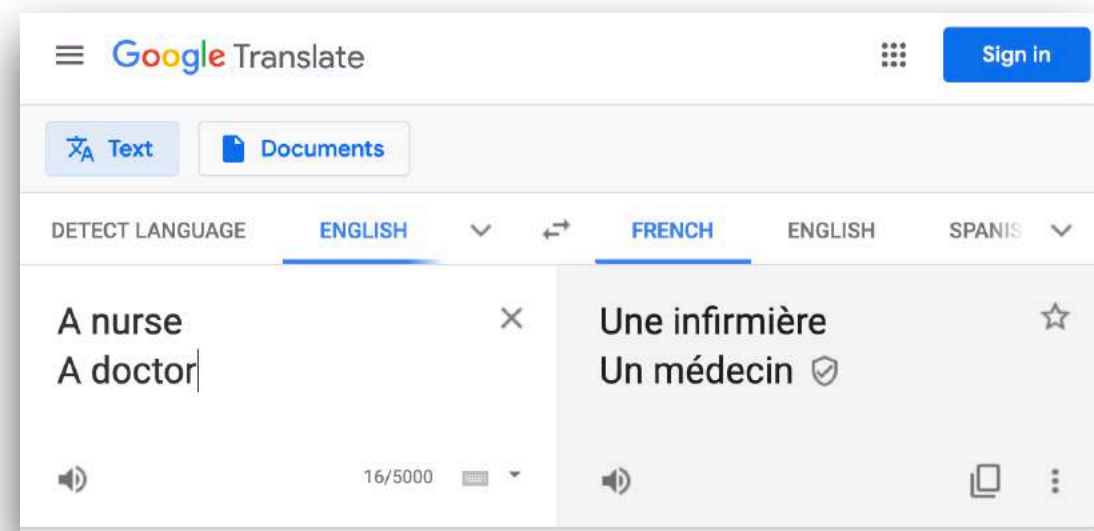 Google Translate
Sign in
Text
Documents
DETECT LANGUAGE ENGLISH FRENCH ENGLISH SPANIS
A nurse
A doctor
Une infirmière
Un médecin
16/5000